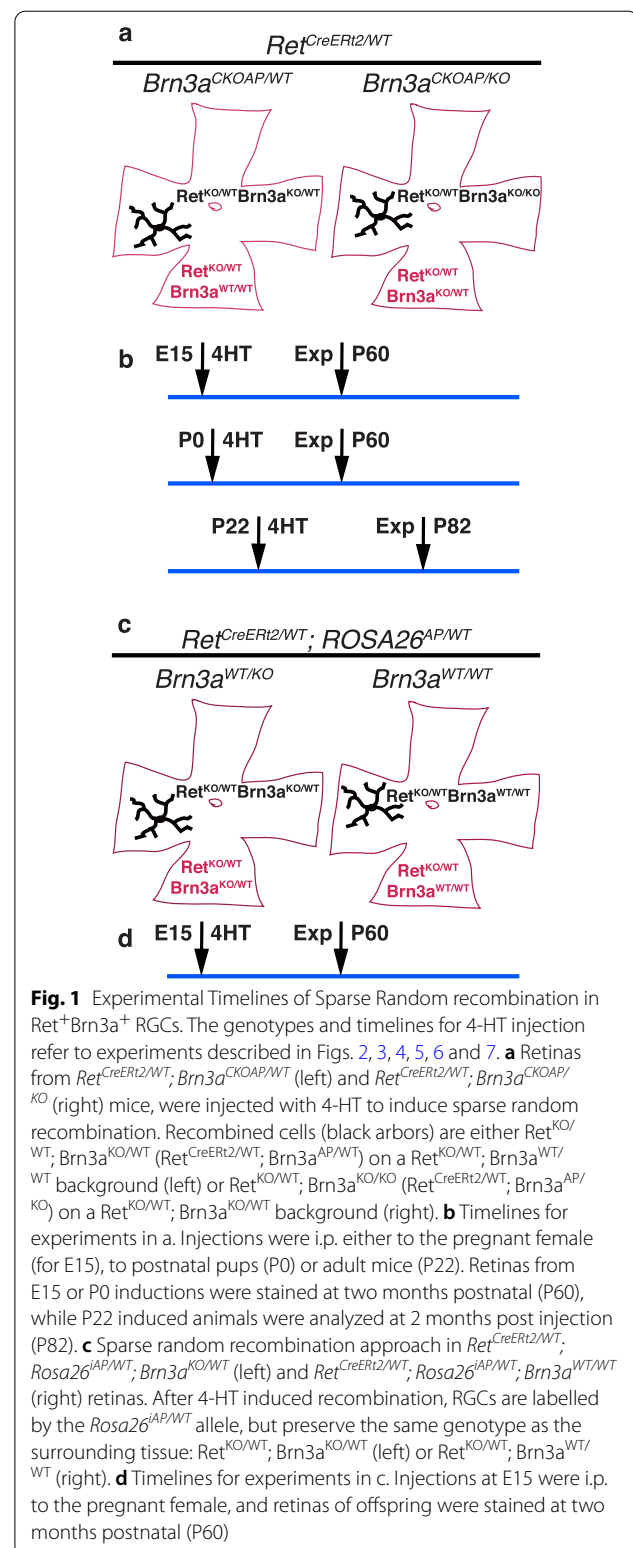 a
Ret^CreERt2/WT
Brn3a^CKOAP/WT Brn3a^CKOAP/KO
Ret^KO/WT Brn3a^KO/WT Ret^KO/WT Brn3a^KO/KO
Ret^KO/WT Ret^KO/WT
Brn3a^WT/WT Brn3a^KO/WT
b
E15 4HT Exp P60
P0 4HT Exp P60
P22 4HT Exp P82
c
Ret^CreERt2/WT; ROSA26^AP/WT
Brn3a^WT/KO Brn3a^WT/WT
Ret^KO/WT Brn3a^KO/WT Ret^KO/WT Brn3a^WT/WT
Ret^KO/WT Ret^KO/WT
Brn3a^KO/WT Brn3a^WT/WT
d
E15 4HT Exp P60
Fig. 1 Experimental Timelines of Sparse Random recombination in
Ret^+Brn3a^+ RGCs. The genotypes and timelines for 4-HT injection
refer to experiments described in Figs. 2, 3, 4, 5, 6 and 7. a Retinas
from Ret^CreERt2/WT; Brn3a^CKOAP/WT (left) and Ret^CreERt2/WT; Brn3a^CKOAP/
^KO (right) mice, were injected with 4-HT to induce sparse random
recombination. Recombined cells (black arbors) are either Ret^KO/
^WT; Brn3a^KO/WT (Ret^CreERt2/WT; Brn3a^AP/WT) on a Ret^KO/WT; Brn3a^WT/
^WT background (left) or Ret^KO/WT; Brn3a^KO/KO (Ret^CreERt2/WT; Brn3a^AP/
^KO) on a Ret^KO/WT; Brn3a^KO/WT background (right). b Timelines for
experiments in a. Injections were i.p. either to the pregnant female
(for E15), to postnatal pups (P0) or adult mice (P22). Retinas from
E15 or P0 inductions were stained at two months postnatal (P60),
while P22 induced animals were analyzed at 2 months post injection
(P82). c Sparse random recombination approach in Ret^CreERt2/WT;
Rosa26^iAP/WT; Brn3a^KO/WT (left) and Ret^CreERt2/WT; Rosa26^iAP/WT; Brn3a^WT/WT
(right) retinas. After 4-HT induced recombination, RGCs are labelled
by the Rosa26^iAP/WT allele, but preserve the same genotype as the
surrounding tissue: Ret^KO/WT; Brn3a^KO/WT (left) or Ret^KO/WT; Brn3a^WT/
^WT (right). d Timelines for experiments in c. Injections at E15 were i.p.
to the pregnant female, and retinas of offspring were stained at two
months postnatal (P60)